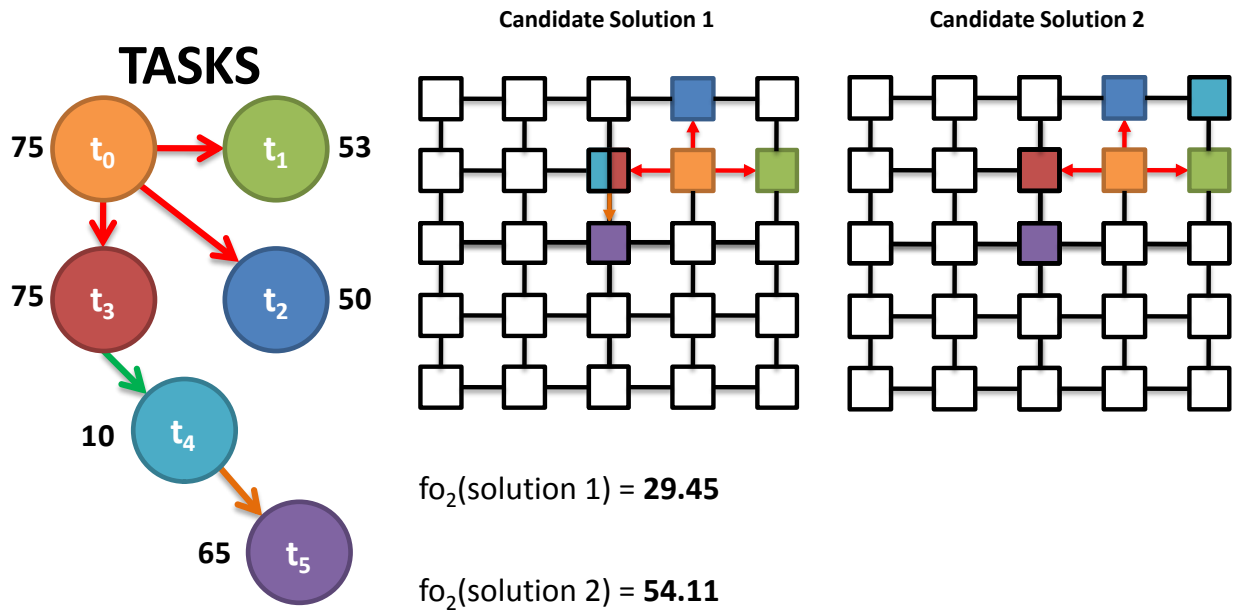 Candidate Solution 1
Candidate Solution 2
TASKS
75
t₀
t₁
53
75
t₃
t₂
50
10
t₄
65
t₅
fo₂(solution 1) = 29.45
fo₂(solution 2) = 54.11